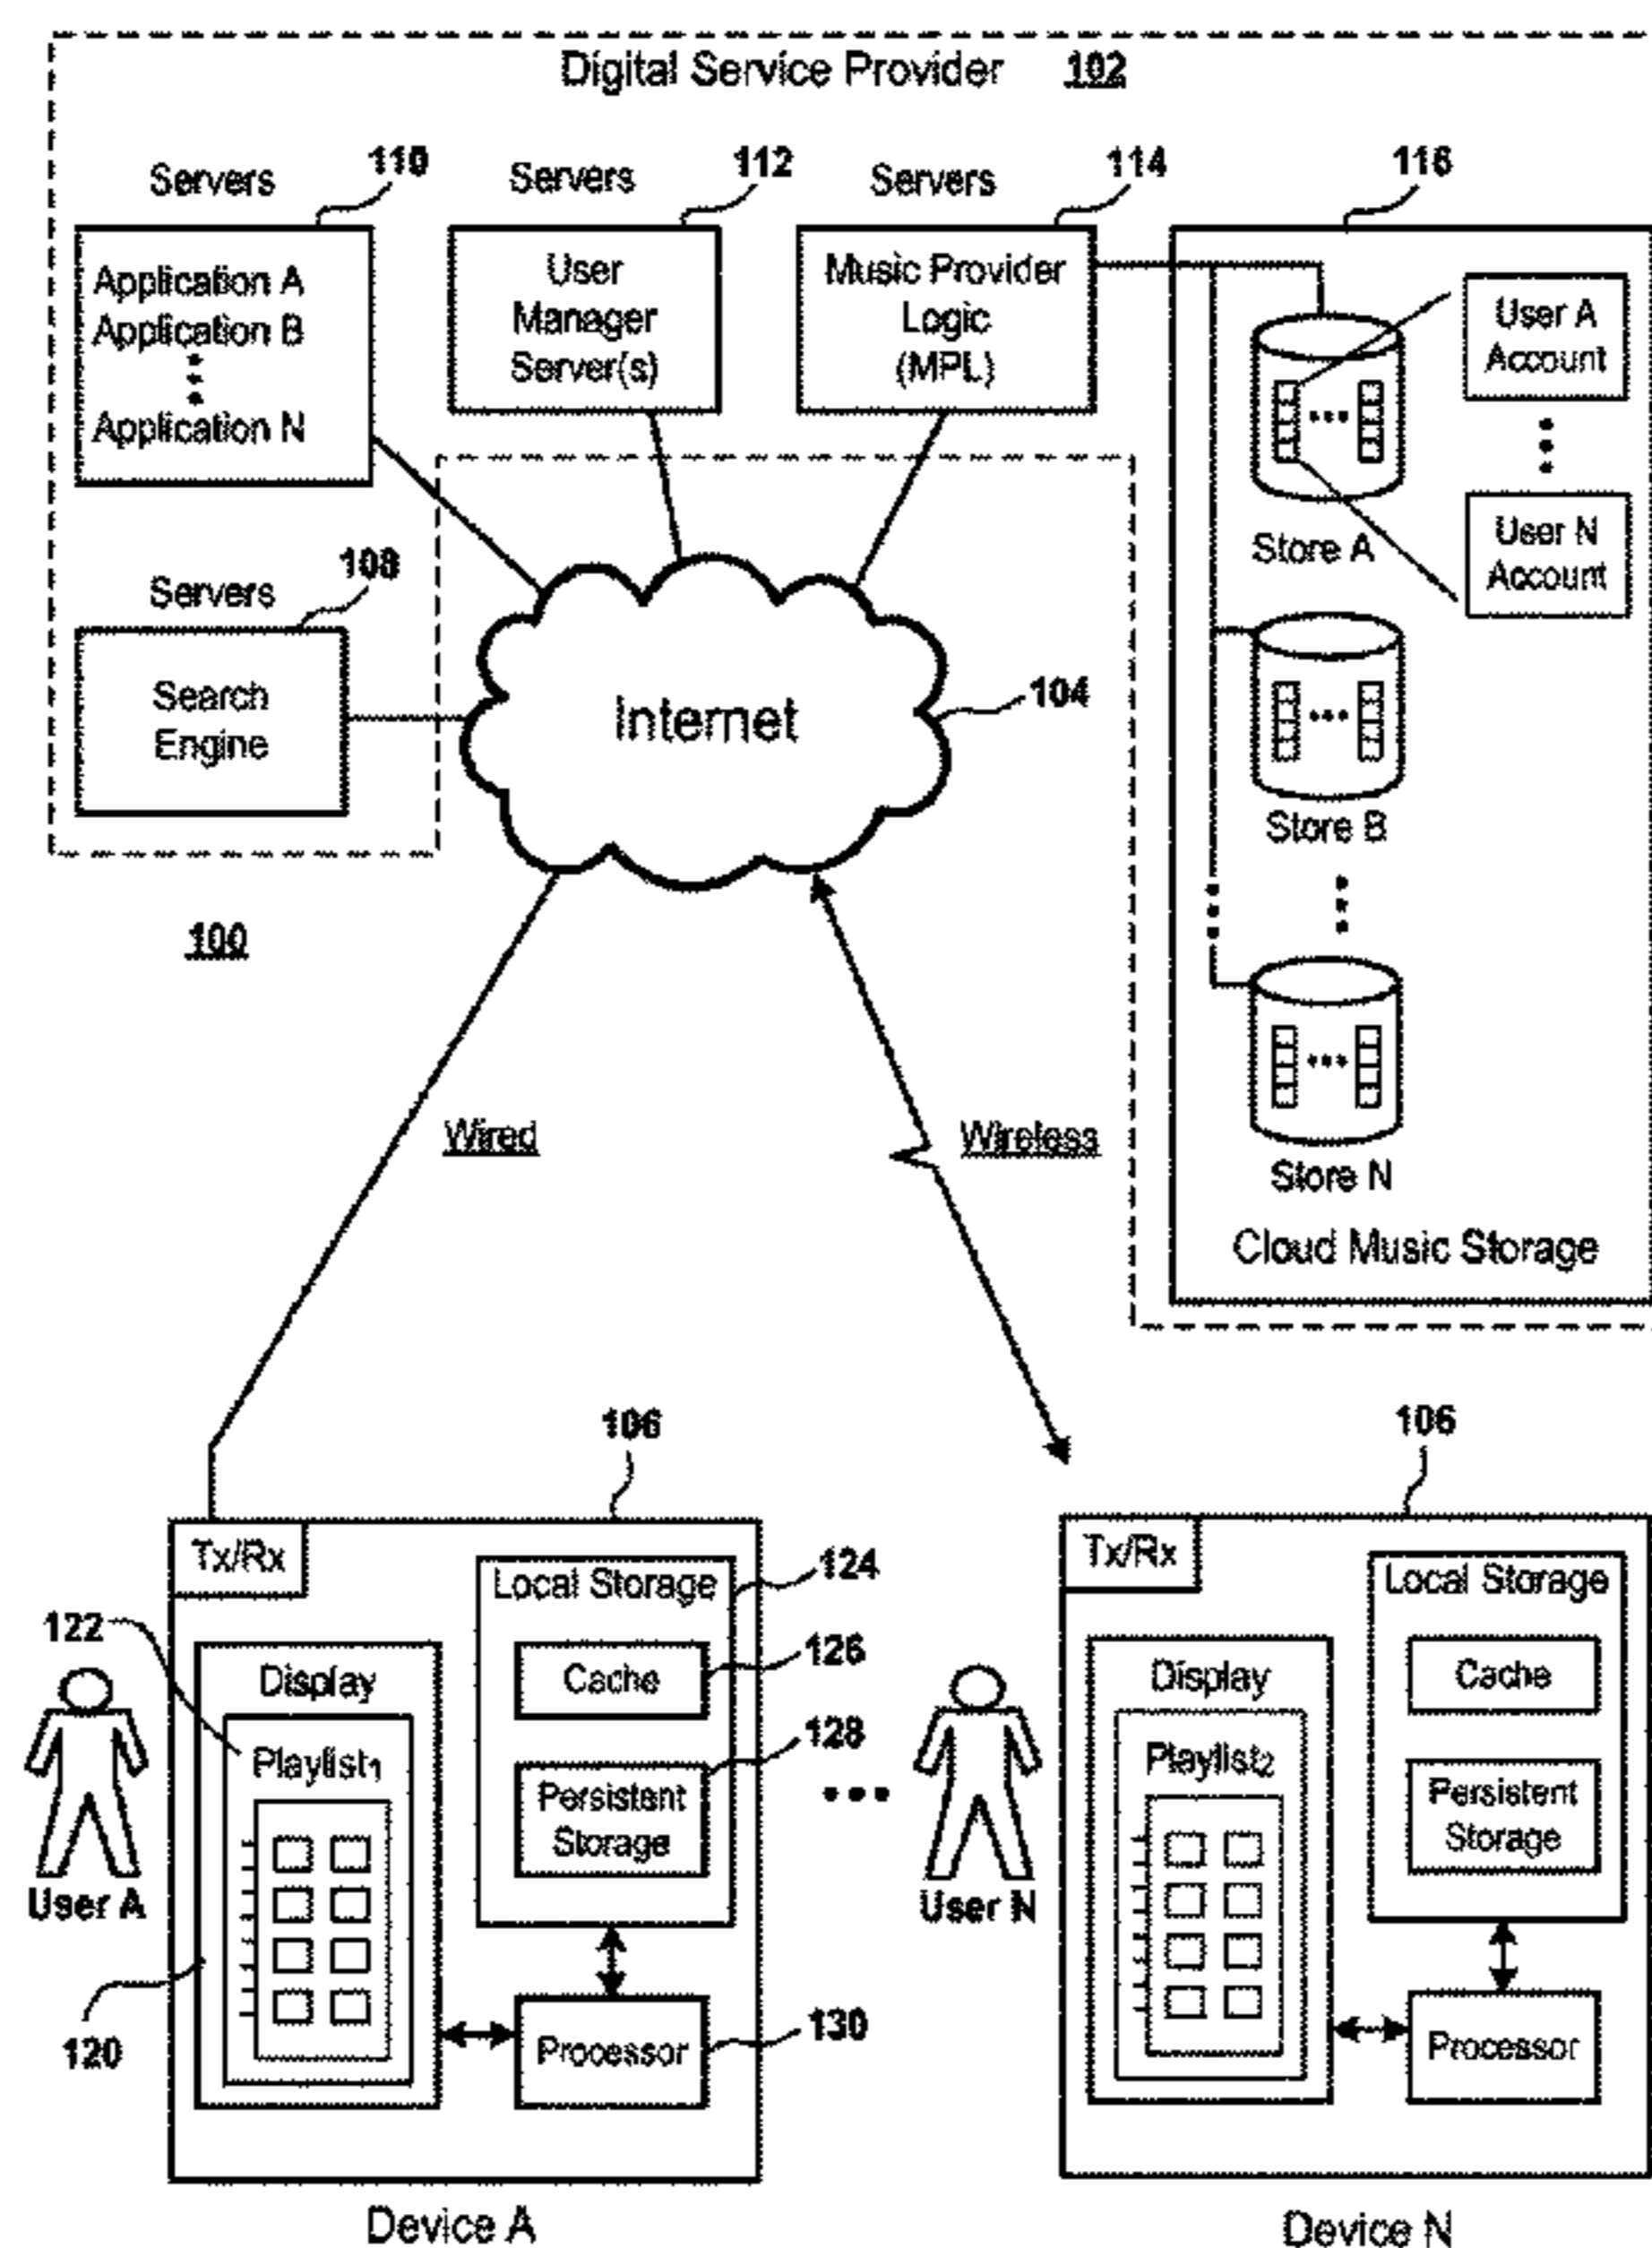 Digital Service Provider 102
Servers 110
Servers 112
Servers 114
116
Application A
Application B
Application N
User
Manager
Server(s)
Music Provider
Logic
(MPL)
User A
Account
Store A
User N
Account
Servers 108
Search
Engine
Internet
104
Store B
100
Store N
Cloud Music Storage
Wired
Wireless
106
106
Tx/Rx
Local Storage
124
122
Display
Cache
126
Playlist1
Persistent
Storage
128
User A
120
Processor
130
Device A
Tx/Rx
Local Storage
Display
Cache
Playlist2
Persistent
Storage
User N
Processor
Device N